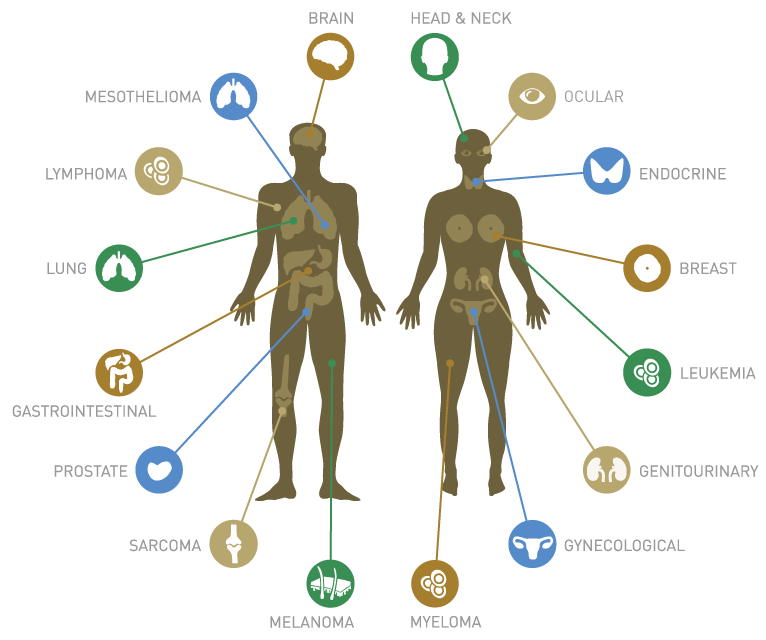 BRAIN
HEAD & NECK
MESOTHELIOMA
OCULAR
LYMPHOMA
ENDOCRINE
LUNG
BREAST
GASTROINTESTINAL
LEUKEMIA
PROSTATE
GENITOURINARY
SARCOMA
GYNECOLOGICAL
MELANOMA
MYELOMA